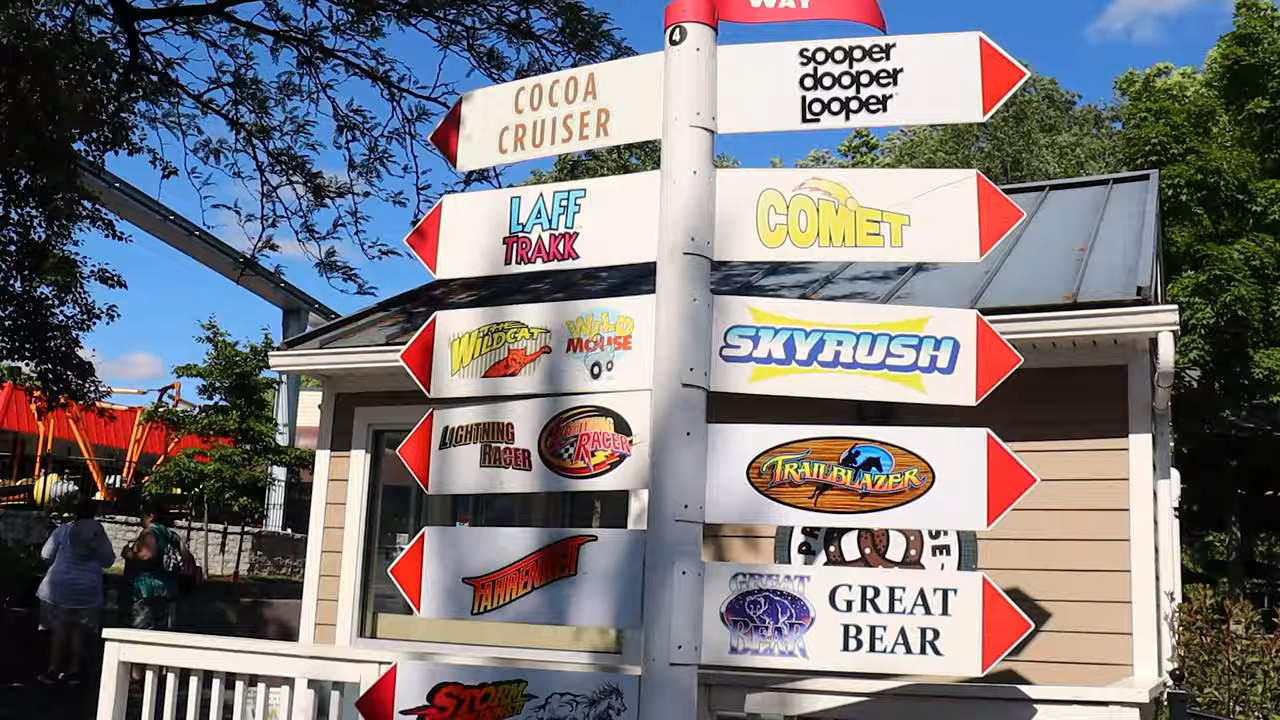 WAY
4
COCOA
CRUISER
sooper
dooper
Looper
LAFF
TRAKK
COMET
THE
WILDCAT
WILD
MOUSE
SKYRUSH
LIGHTNING
RACER
LIGHTNING
RACER
TRAILBLAZER
FAHRENHEIT
GREAT
BEAR
GREAT
BEAR
STORM